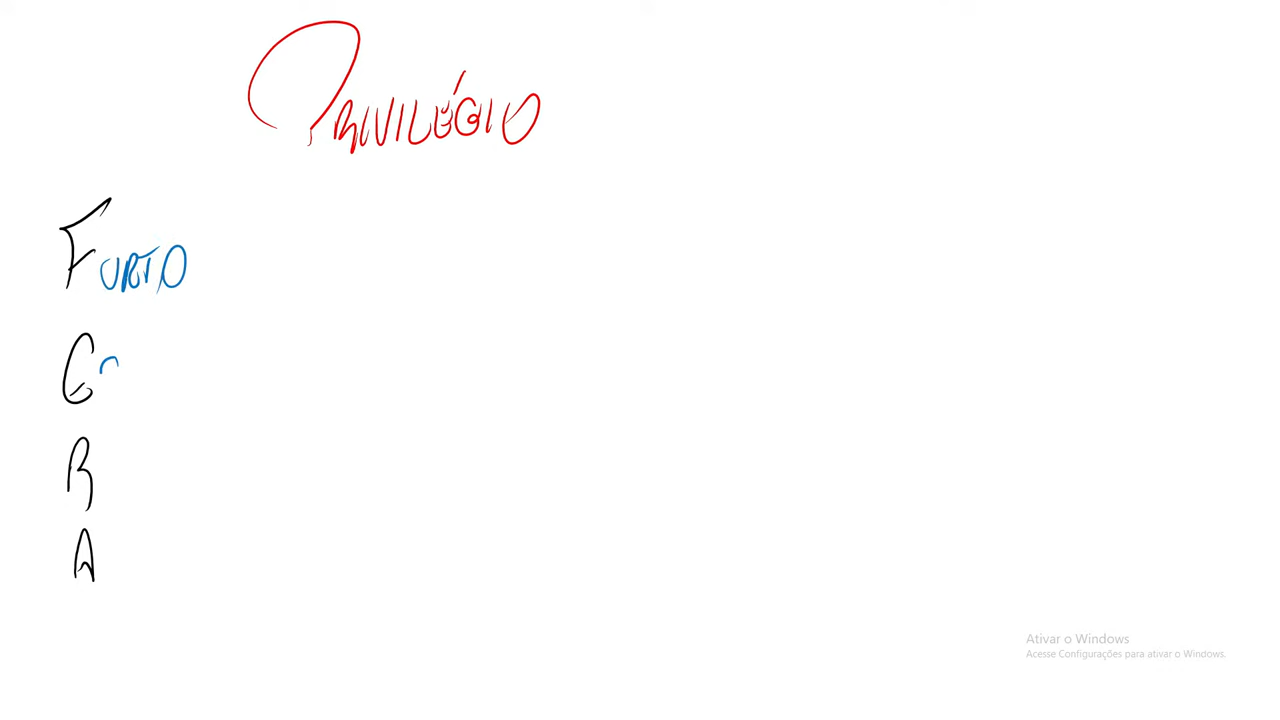 PRIVILÉGIO
FURTO
E
R
A
Ativar o Windows
Acesse Configurações para ativar o Windows.